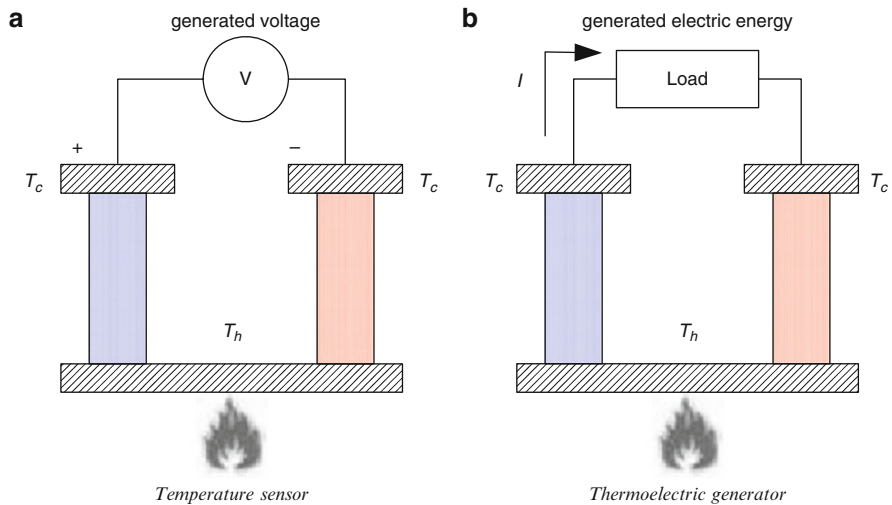 a
generated voltage
V
+
−
T_c
T_c
T_h
Temperature sensor
b
generated electric energy
I
Load
T_c
T_c
T_h
Thermoelectric generator